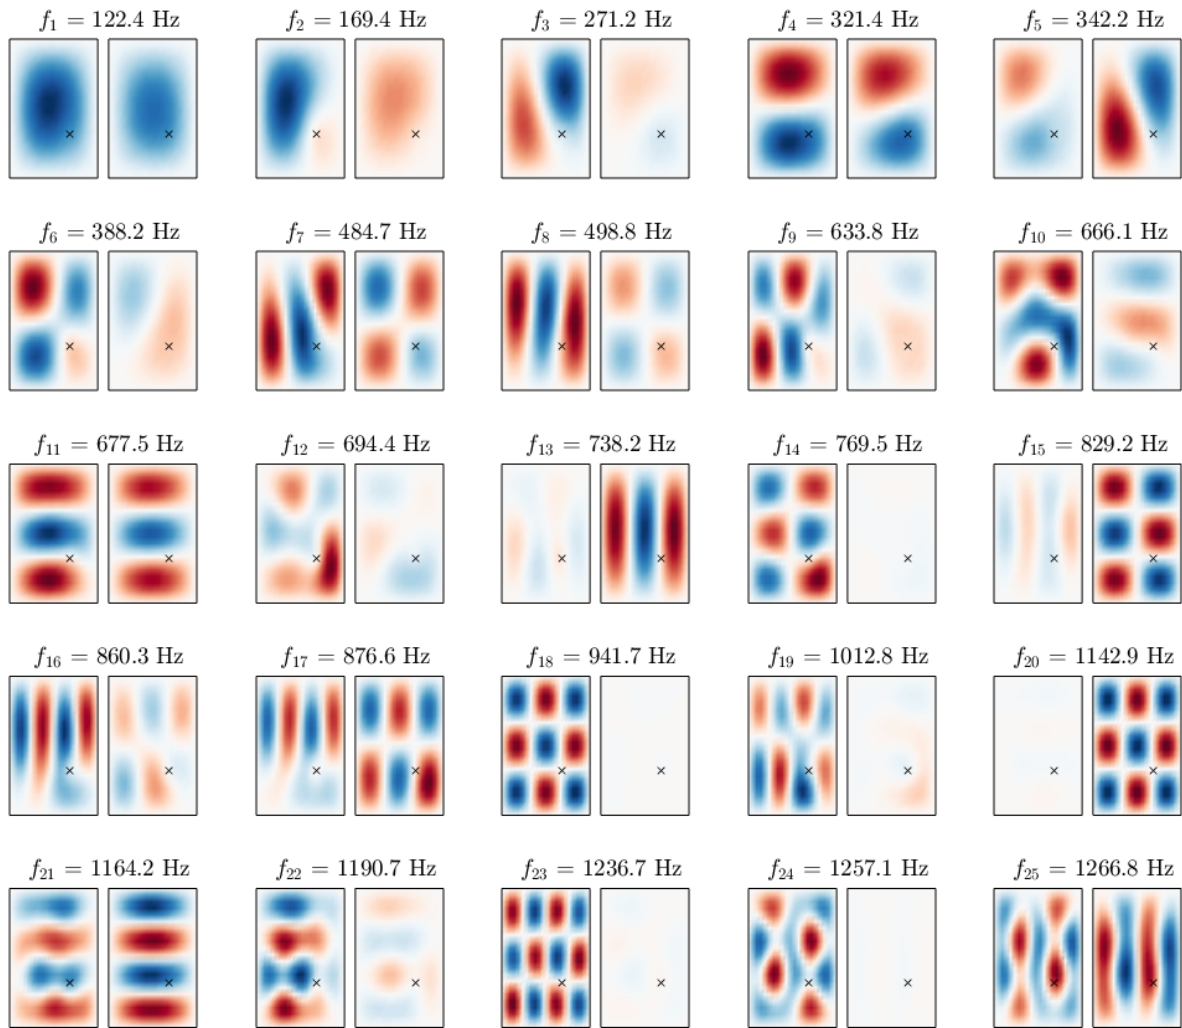 f₁ = 122.4 Hz f₂ = 169.4 Hz f₃ = 271.2 Hz f₄ = 321.4 Hz f₅ = 342.2 Hz
f₆ = 388.2 Hz f₇ = 484.7 Hz f₈ = 498.8 Hz f₉ = 633.8 Hz f₁₀ = 666.1 Hz
f₁₁ = 677.5 Hz f₁₂ = 694.4 Hz f₁₃ = 738.2 Hz f₁₄ = 769.5 Hz f₁₅ = 829.2 Hz
f₁₆ = 860.3 Hz f₁₇ = 876.6 Hz f₁₈ = 941.7 Hz f₁₉ = 1012.8 Hz f₂₀ = 1142.9 Hz
f₂₁ = 1164.2 Hz f₂₂ = 1190.7 Hz f₂₃ = 1236.7 Hz f₂₄ = 1257.1 Hz f₂₅ = 1266.8 Hz